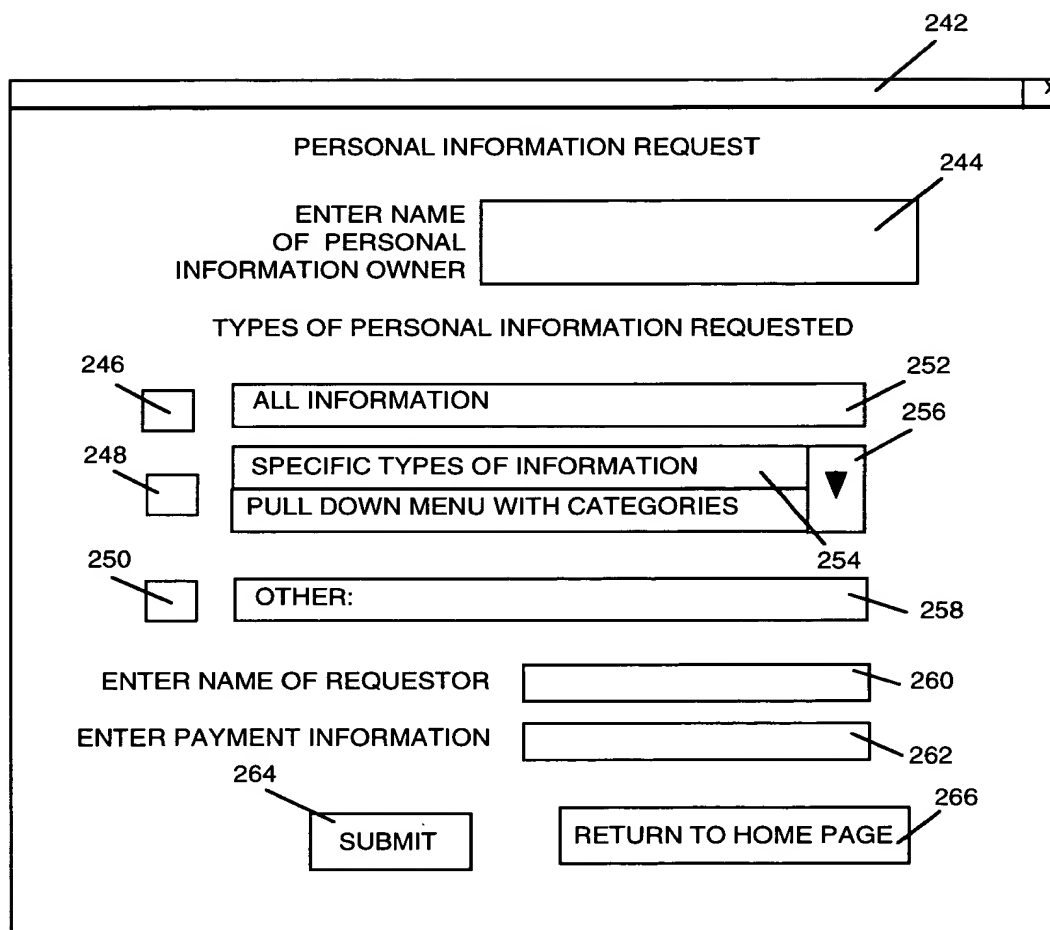 242
X
PERSONAL INFORMATION REQUEST
244
ENTER NAME
OF PERSONAL
INFORMATION OWNER
TYPES OF PERSONAL INFORMATION REQUESTED
246
ALL INFORMATION
252
256
248
SPECIFIC TYPES OF INFORMATION
▼
PULL DOWN MENU WITH CATEGORIES
254
250
OTHER:
258
ENTER NAME OF REQUESTOR
260
ENTER PAYMENT INFORMATION
262
264
266
SUBMIT
RETURN TO HOME PAGE